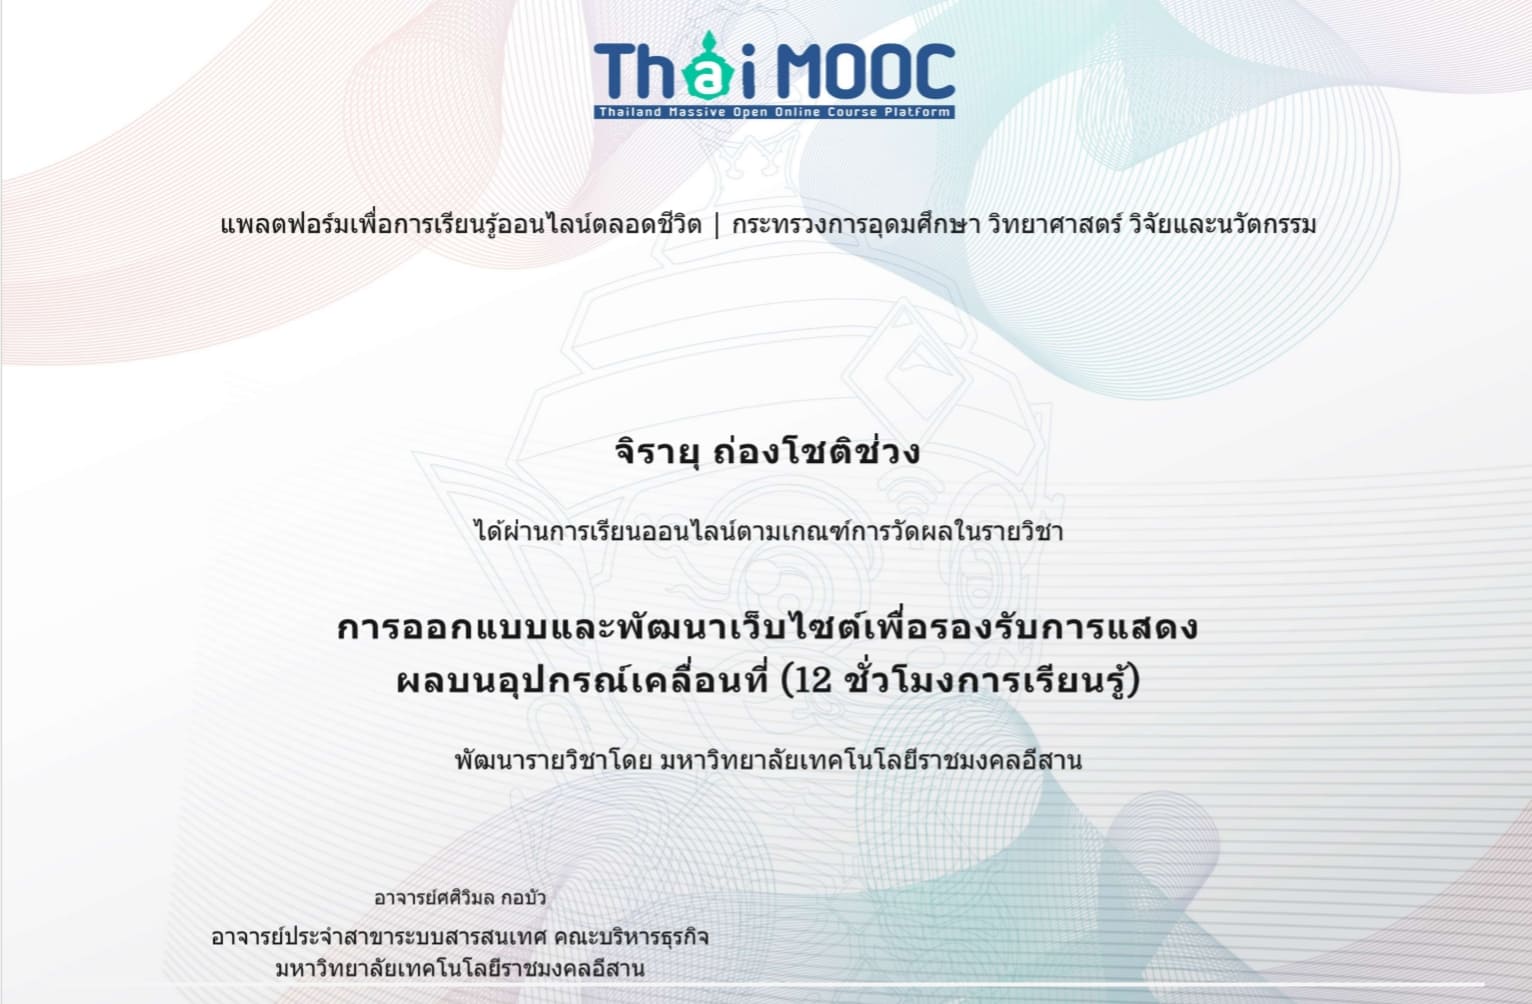 Thai MOOC
Thailand Massive Open Online Course Platform
แพลตฟอร์มเพื่อการเรียนรู้ออนไลน์ตลอดชีวิต | กระทรวงการอุดมศึกษา วิทยาศาสตร์ วิจัยและนวัตกรรม
จิรายุ ถ่องโชติช่วง
ได้ผ่านการเรียนออนไลน์ตามเกณฑ์การวัดผลในรายวิชา
การออกแบบและพัฒนาเว็บไซต์เพื่อรองรับการแสดง
ผลบนอุปกรณ์เคลื่อนที่ (12 ชั่วโมงการเรียนรู้)
พัฒนารายวิชาโดย มหาวิทยาลัยเทคโนโลยีราชมงคลอีสาน
อาจารย์ศศิวิมล กอบัว
อาจารย์ประจำสาขาระบบสารสนเทศ คณะบริหารธุรกิจ
มหาวิทยาลัยเทคโนโลยีราชมงคลอีสาน